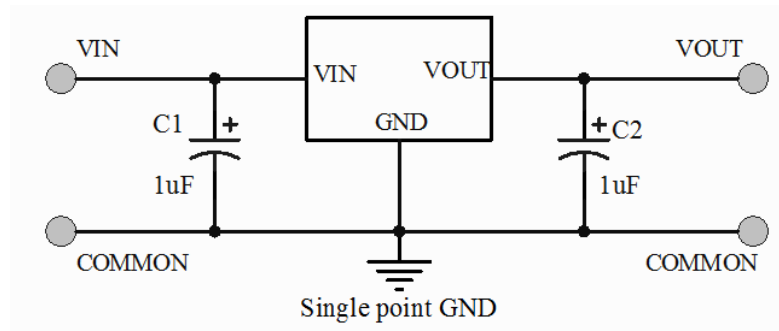 VIN
VOUT
VIN
VOUT
C1
+
GND
+
C2
1uF
1uF
COMMON
COMMON
Single point GND